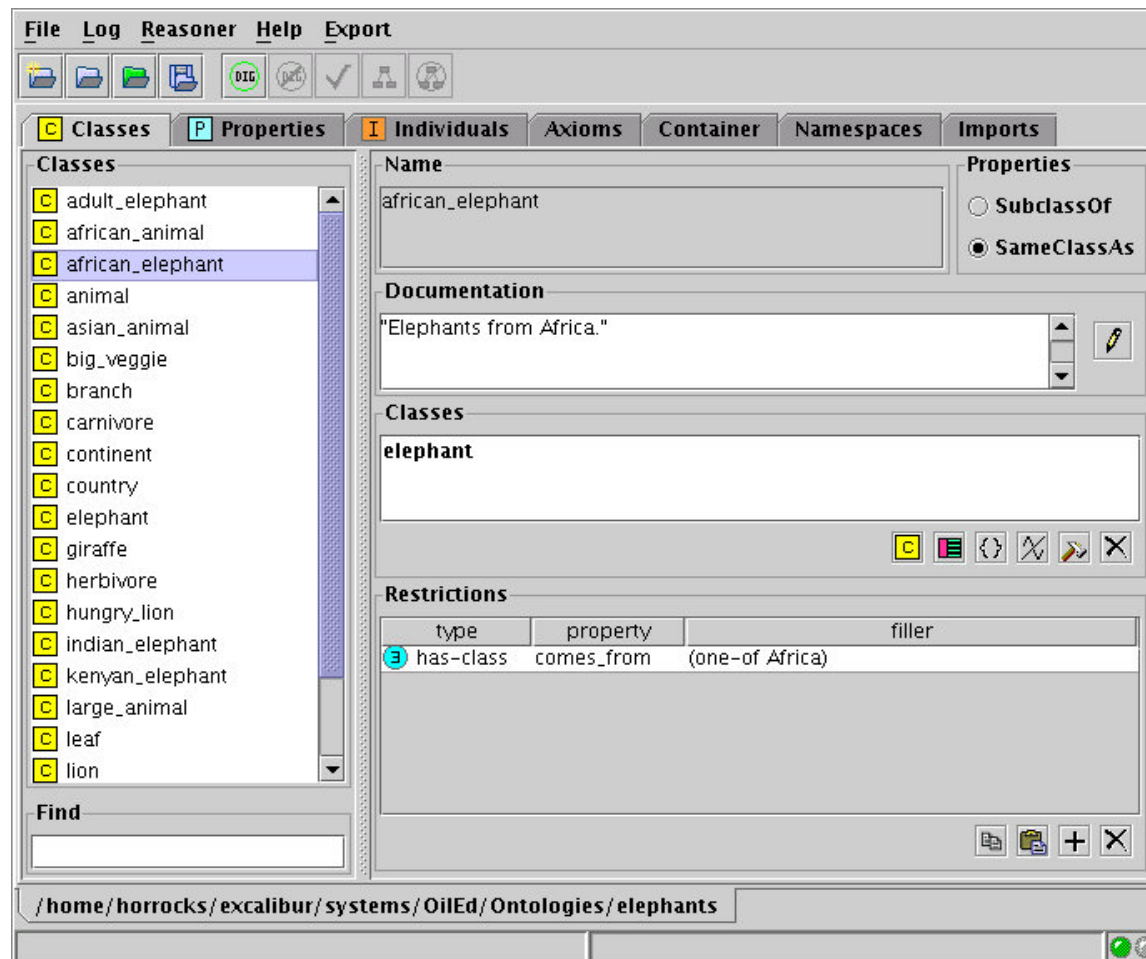 File Log Reasoner Help Export
DIG
C Classes P Properties I Individuals Axioms Container Namespaces Imports
Classes
C adult_elephant
C african_animal
C african_elephant
C animal
C asian_animal
C big_veggie
C branch
C carnivore
C continent
C country
C elephant
C giraffe
C herbivore
C hungry_lion
C indian_elephant
C kenyan_elephant
C large_animal
C leaf
C lion
Find
Name
african_elephant
Properties
SubclassOf
SameClassAs
Documentation
"Elephants from Africa."
Classes
elephant
C {}
Restrictions
type property filler
∃ has-class comes_from (one-of Africa)
/home/horrocks/excalibur/systems/OilEd/Ontologies/elephants